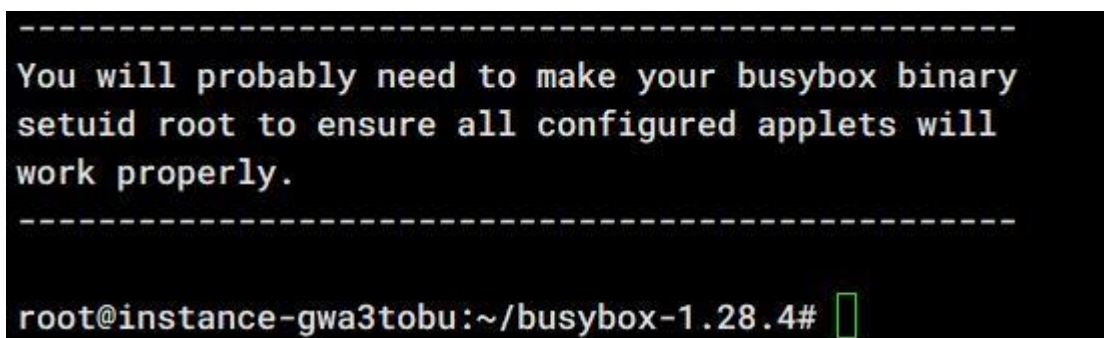 --------------------------------------------------
You will probably need to make your busybox binary
setuid root to ensure all configured applets will
work properly.
--------------------------------------------------
root@instance-gwa3tobu:~/busybox-1.28.4#